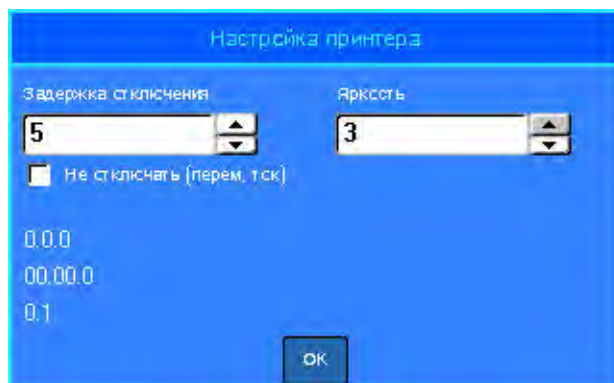 Настройка принтера
Задержка отключения
Яркость
5
3
Не отключать (перем. ток)
0.0.0
00.00.0
0.1
ОК